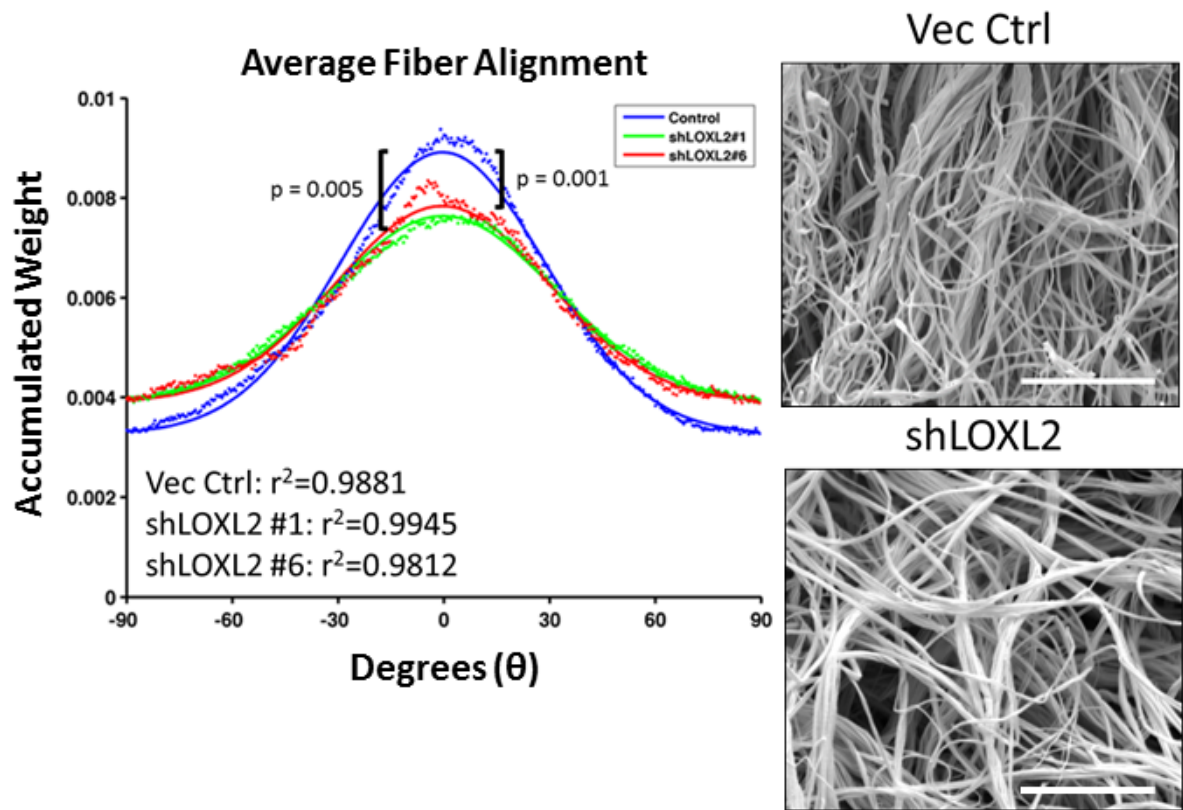 Average Fiber Alignment
Accumulated Weight
0.01
0.008
0.006
0.004
0.002
0
-90
-60
-30
0
30
60
90
Degrees (θ)
Control
shLOXL2#1
shLOXL2#6
p = 0.005
p = 0.001
Vec Ctrl: r²=0.9881
shLOXL2 #1: r²=0.9945
shLOXL2 #6: r²=0.9812
Vec Ctrl
shLOXL2